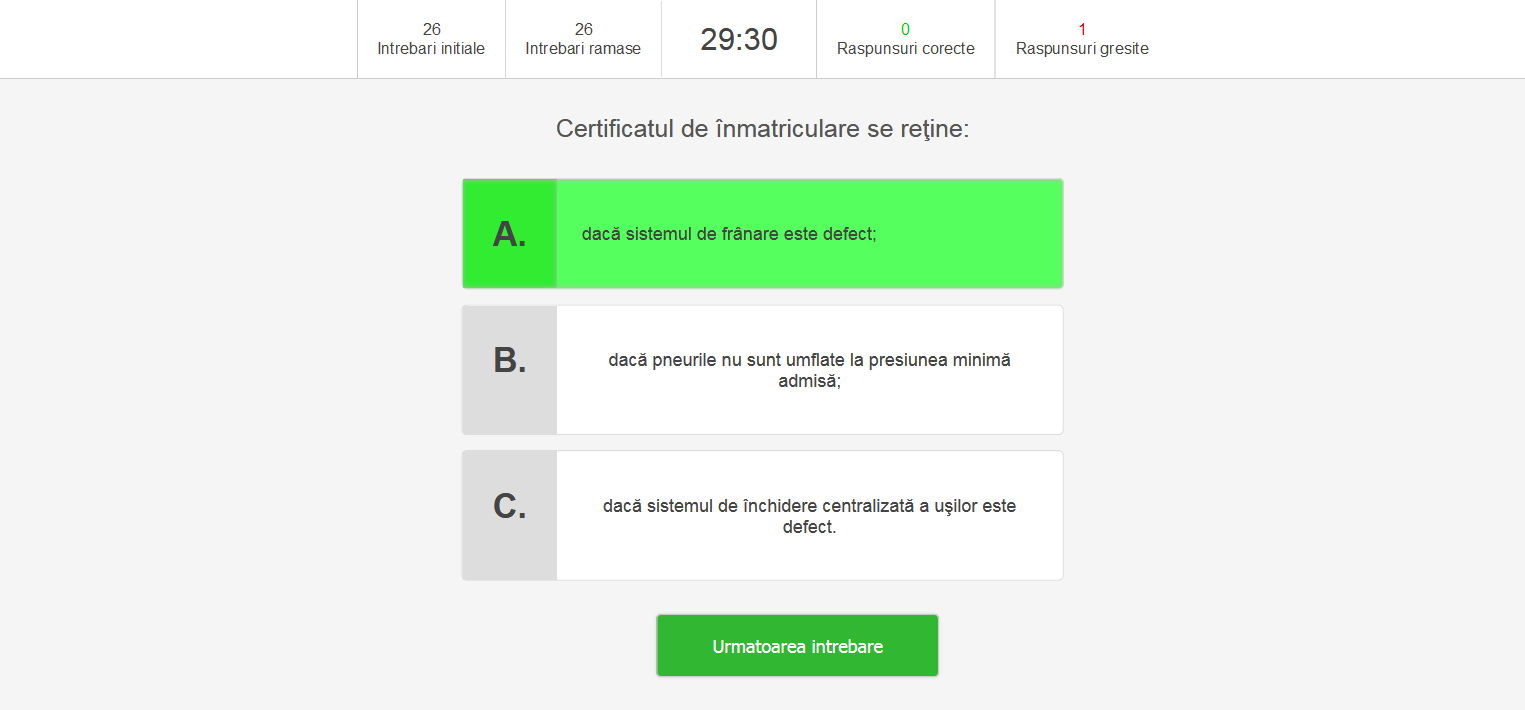 26
Intrebari initiale
26
Intrebari ramase
29:30
0
Raspunsuri corecte
1
Raspunsuri gresite
Certificatul de înmatriculare se reţine:
A.
dacă sistemul de frânare este defect;
B.
dacă pneurile nu sunt umflate la presiunea minimă
admisă;
C.
dacă sistemul de închidere centralizată a uşilor este
defect.
Urmatoarea intrebare